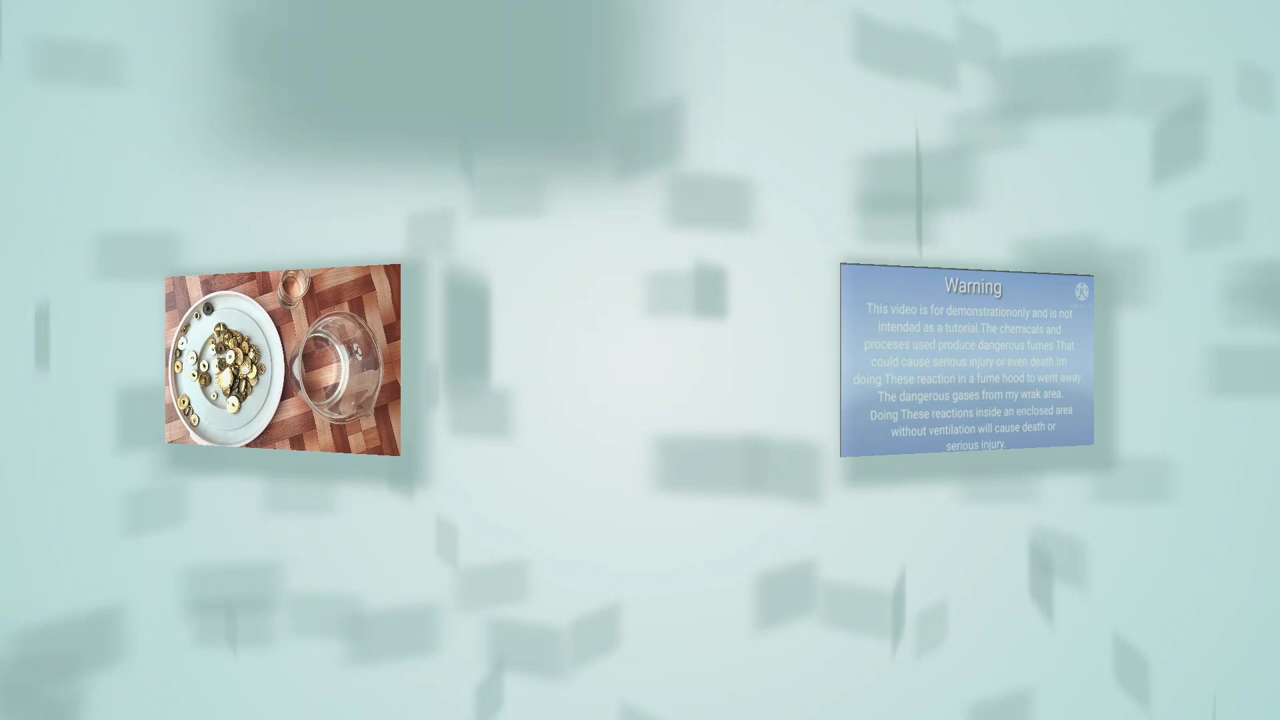 Warning
This video is for demonstrationonly and is not
intendad as a tutorial.The chemicals and
proceses used produce dangerous fumes That
could cause serious injury or even death.im
doing These reaction in a fume hood to went away
The dangerous gases from my wrak area.
Doing These reactions inside an enclosed area
without ventilation will cause death or
serious injury.